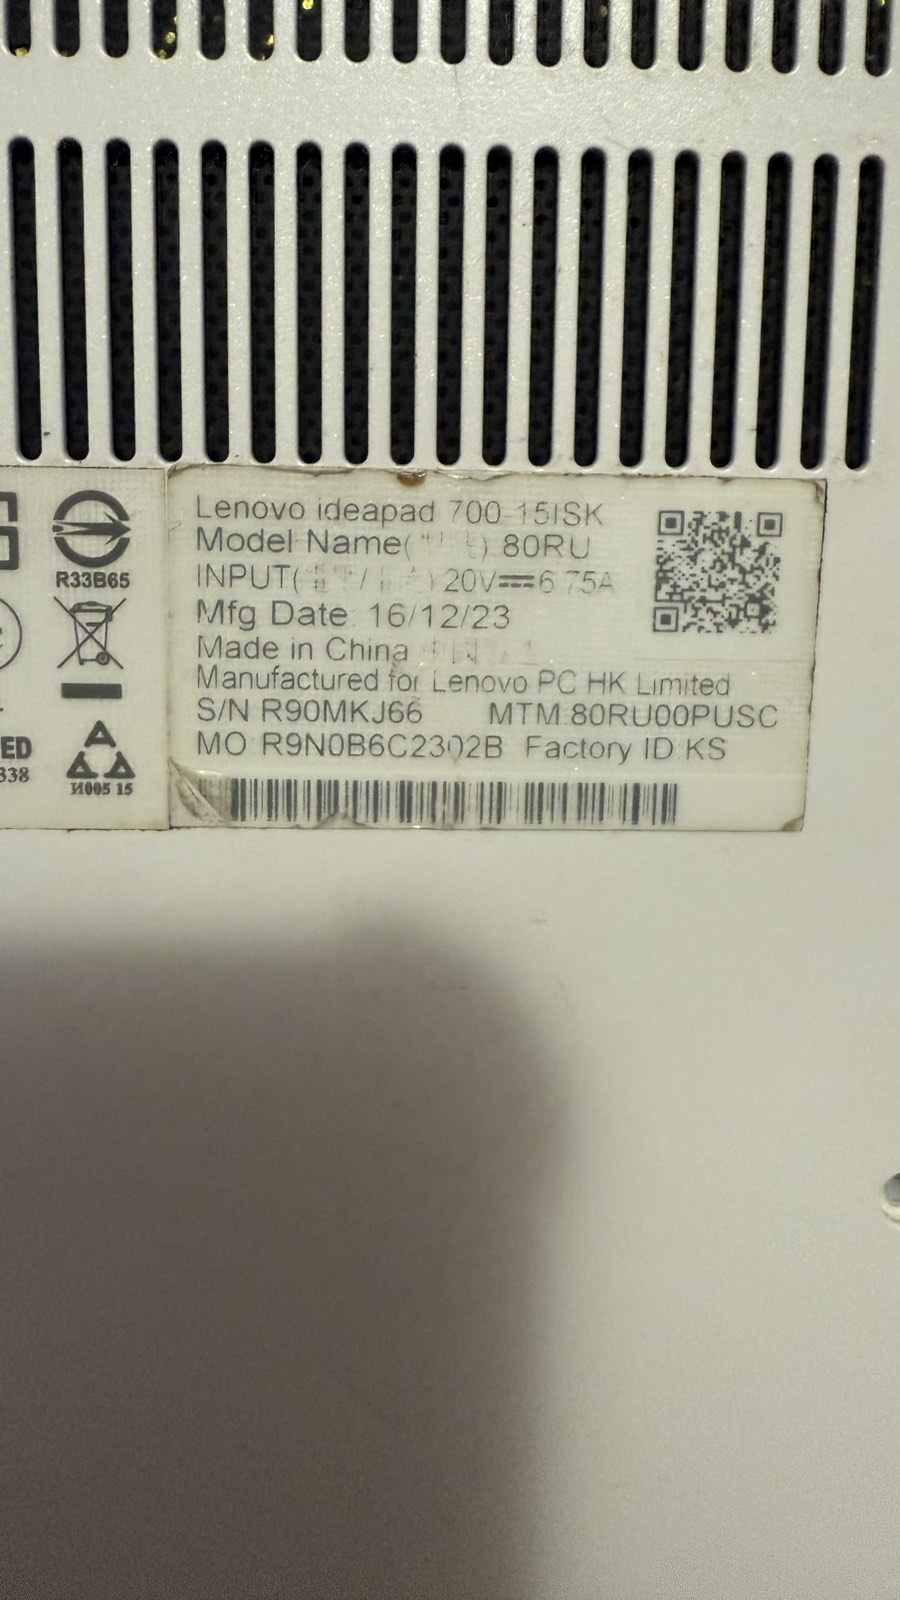 R33B65
ED
338
И005 15
Lenovo ideapad 700-15ISK
Model Name( ) 80RU
INPUT( / ) 20V⎓6.75A
Mfg Date 16/12/23
Made in China
Manufactured for Lenovo PC HK Limited
S/N R90MKJ66 MTM 80RU00PUSC
MO R9N0B6C2302B Factory ID KS